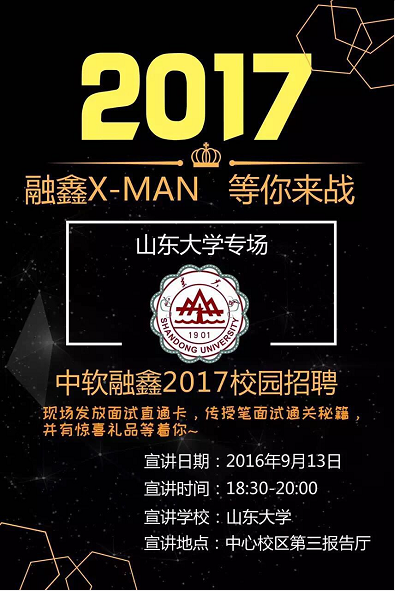 2017
融鑫X-MAN 等你来战
山东大学专场
SHANDONG UNIVERSITY
1901
中软融鑫2017校园招聘
现场发放面试直通卡，传授笔面试通关秘籍，
并有惊喜礼品等着你~
宣讲日期：2016年9月13日
宣讲时间：18:30-20:00
宣讲学校：山东大学
宣讲地点：中心校区第三报告厅